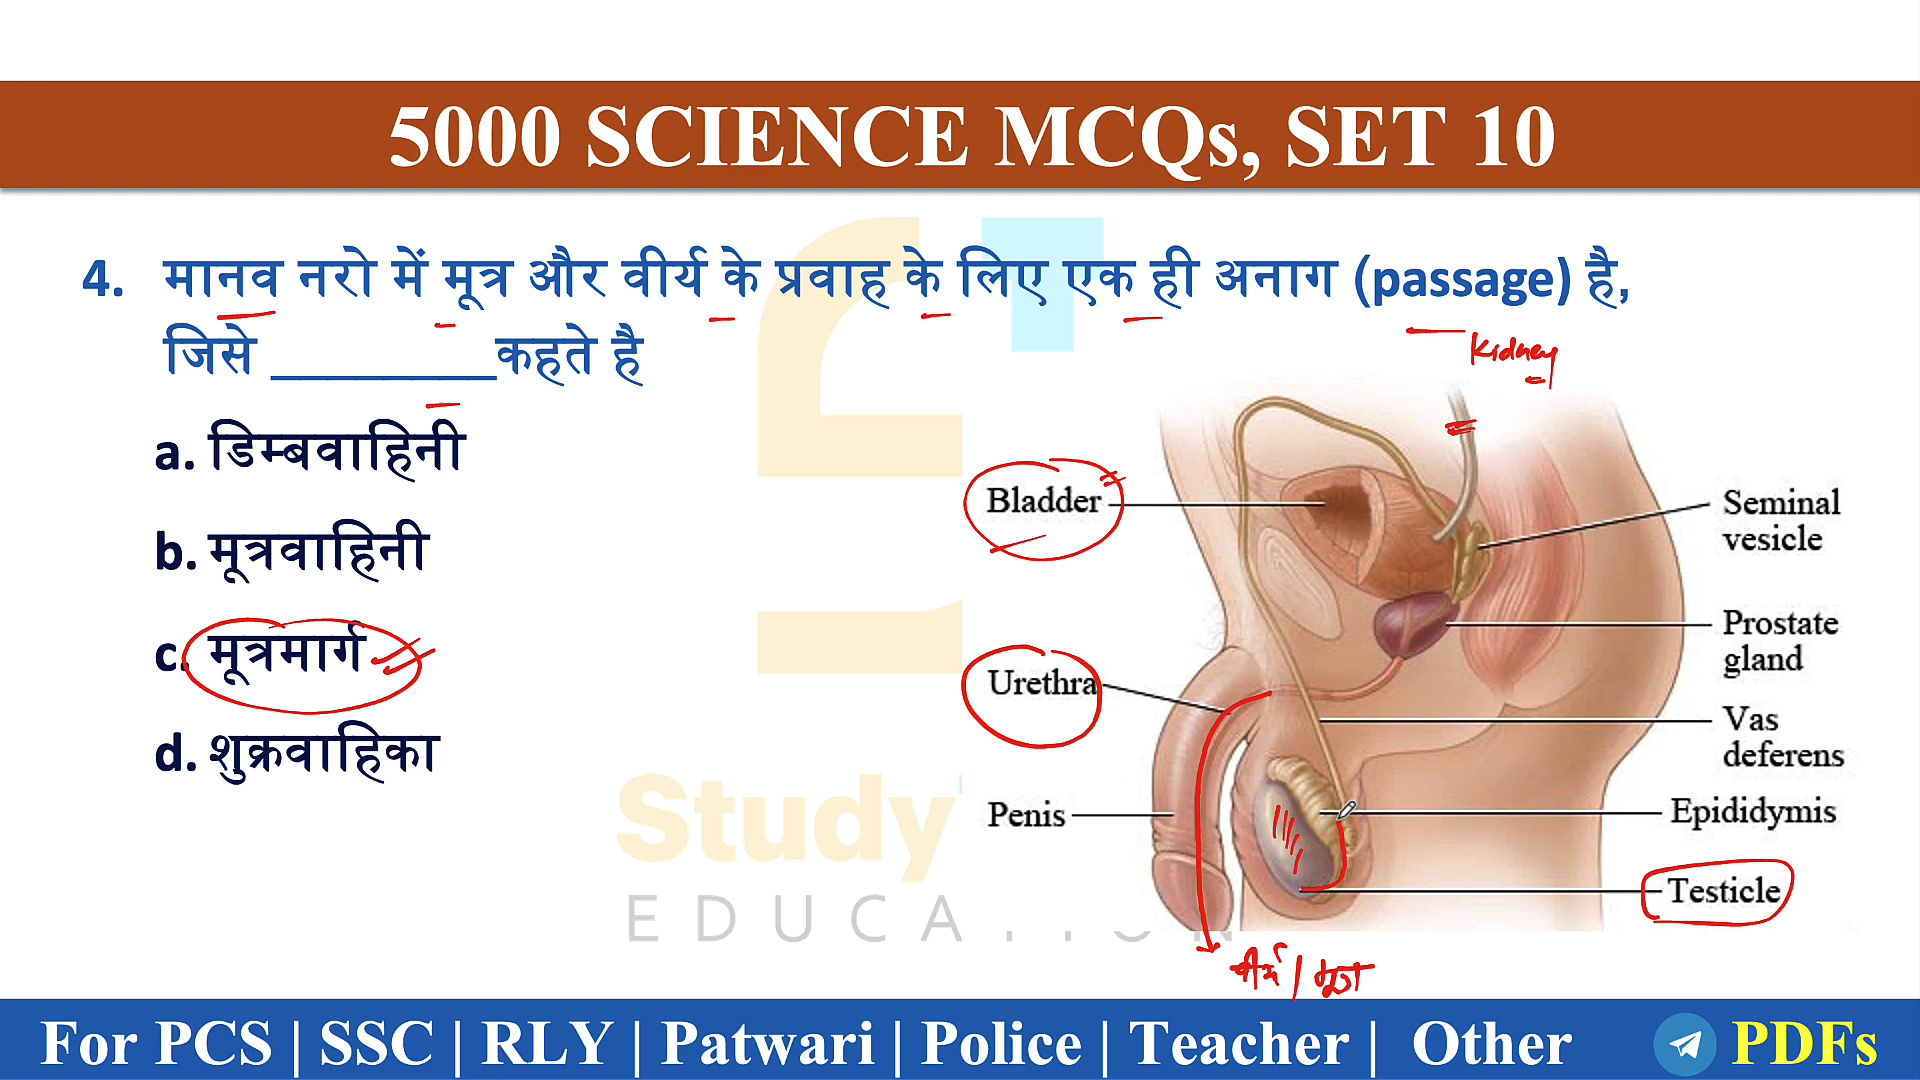 5000 SCIENCE MCQs, SET 10
4. मानव नरो में मूत्र और वीर्य के प्रवाह के लिए एक ही अनाग (passage) है,
जिसे ________ कहते है
a. डिम्बवाहिनी
b. मूत्रवाहिनी
c. मूत्रमार्ग
d. शुक्रवाहिका
Kidney
Bladder
Urethra
Penis
Seminal
vesicle
Prostate
gland
Vas
deferens
Epididymis
Testicle
वीर्य / मूत्र
Study
EDUCATION
For PCS | SSC | RLY | Patwari | Police | Teacher | Other
PDFs